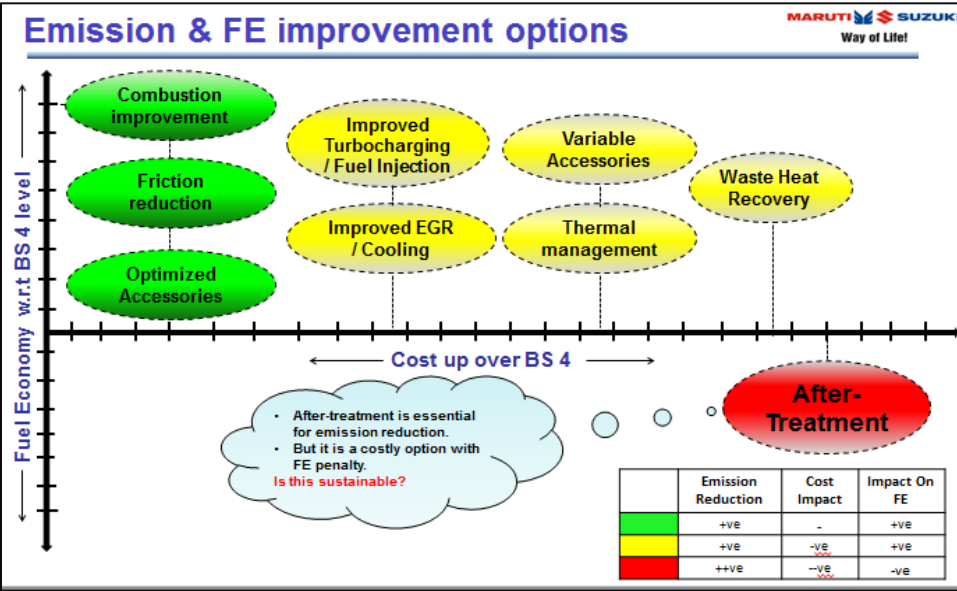 Emission & FE improvement options
MARUTI SUZUKI
Way of Life!
Fuel Economy w.r.t BS 4 level
Combustion
improvement
Friction
reduction
Optimized
Accessories
Improved
Turbocharging
/ Fuel Injection
Improved EGR
/ Cooling
Variable
Accessories
Thermal
management
Waste Heat
Recovery
Cost up over BS 4
After-
Treatment
• After-treatment is essential
for emission reduction.
• But it is a costly option with
FE penalty.
Is this sustainable?
Emission Cost Impact On
Reduction Impact FE
+ve - +ve
+ve -ve +ve
++ve --ve -ve